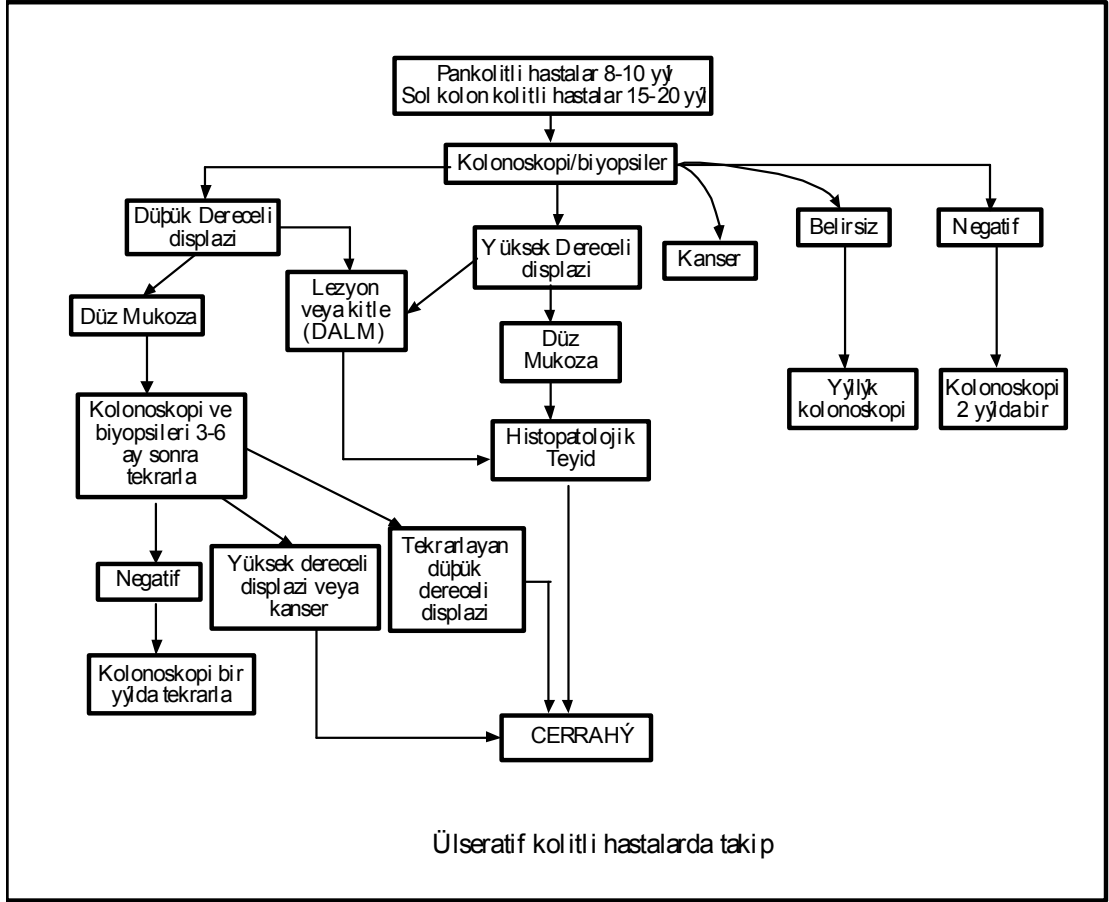 Pankolitli hastalar 8-10 yýl
Sol kolon kolitli hastalar 15-20 yýl
Kolonoskopi/biyopsiler
Düþük Dereceli
displazi
Yüksek Dereceli
displazi
Kanser
Belirsiz
Negatif
Lezyon
veya kitle
(DALM)
Düz Mukoza
Düz
Mukoza
Yýllýk
kolonoskopi
Kolonoskopi
2 yýlda bir
Kolonoskopi ve
biyopsileri 3-6
ay sonra
tekrarla
Histopatolojik
Teyid
Negatif
Yüksek dereceli
displazi veya
kanser
Tekrarlayan
düþük
dereceli
displazi
Kolonoskopi bir
yýlda tekrarla
CERRAHÝ
Ülseratif kolitli hastalarda takip